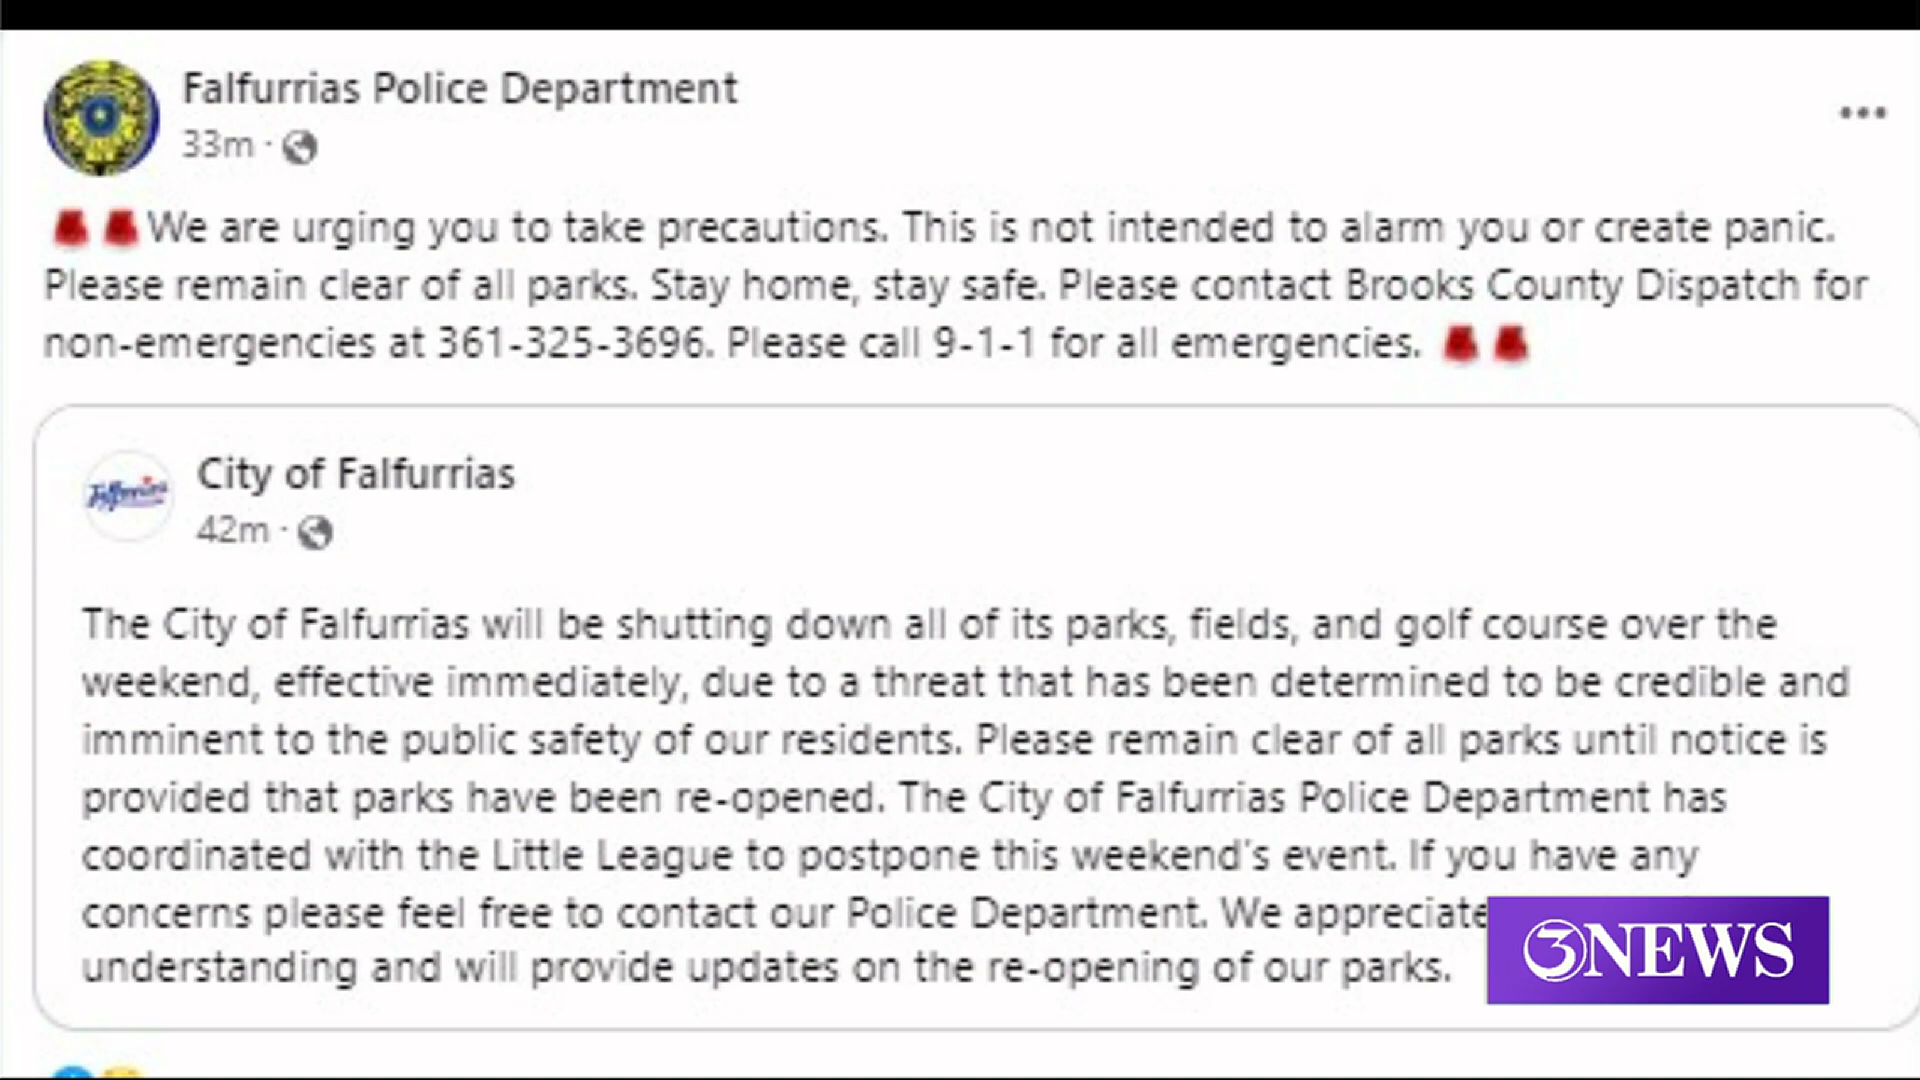 Falfurrias Police Department
33m ·
We are urging you to take precautions. This is not intended to alarm you or create panic.
Please remain clear of all parks. Stay home, stay safe. Please contact Brooks County Dispatch for
non-emergencies at 361-325-3696. Please call 9-1-1 for all emergencies.
Falfurrias
City of Falfurrias
42m ·
The City of Falfurrias will be shutting down all of its parks, fields, and golf course over the
weekend, effective immediately, due to a threat that has been determined to be credible and
imminent to the public safety of our residents. Please remain clear of all parks until notice is
provided that parks have been re-opened. The City of Falfurrias Police Department has
coordinated with the Little League to postpone this weekend's event. If you have any
concerns please feel free to contact our Police Department. We appreciate
understanding and will provide updates on the re-opening of our parks.
3NEWS